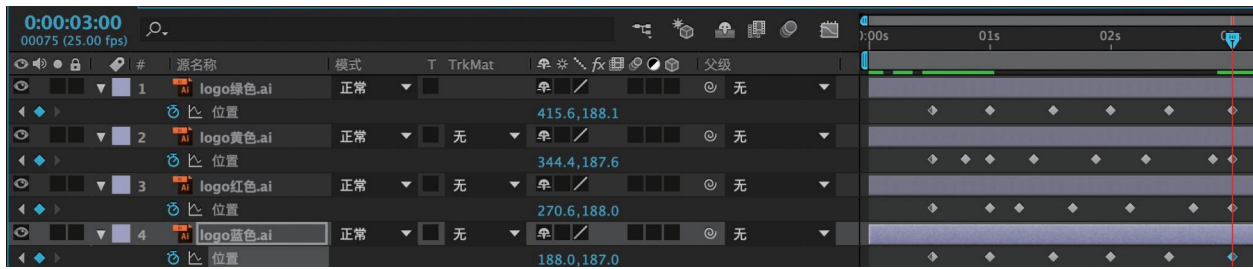 0:00:03:00
00075 (25.00 fps)
):00s 01s 02s
# 源名称 模式 T TrkMat fx 父级
1 logo绿色.ai 正常 无
位置 415.6,188.1
2 logo黄色.ai 正常 无 无
位置 344.4,187.6
3 logo红色.ai 正常 无 无
位置 270.6,188.0
4 logo蓝色.ai 正常 无 无
位置 188.0,187.0